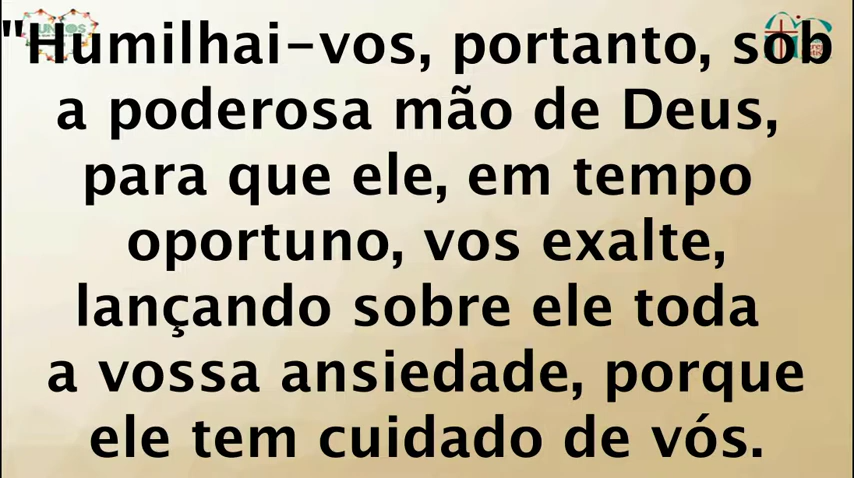 "Humilhai-vos, portanto, sob
a poderosa mão de Deus,
para que ele, em tempo
oportuno, vos exalte,
lançando sobre ele toda
a vossa ansiedade, porque
ele tem cuidado de vós.